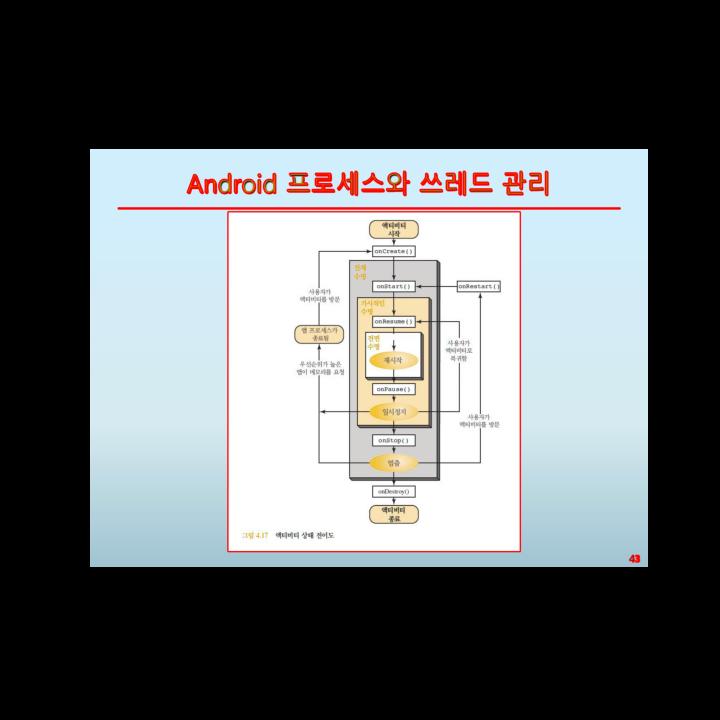 Android 프로세스와 쓰레드 관리
액티비티
시작
onCreate()
전체
수명
onStart()
onRestart()
사용자가
액티비티를 방문
가시적인
수명
onResume()
앱 프로세스가
종료됨
전면
수명
사용자가
액티비티로
복귀함
재시작
우선순위가 높은
앱이 메모리를 요청
onPause()
일시정지
사용자가
액티비티를 방문
onStop()
멈춤
onDestroy()
액티비티
종료
그림 4.17 액티비티 상태 전이도
43